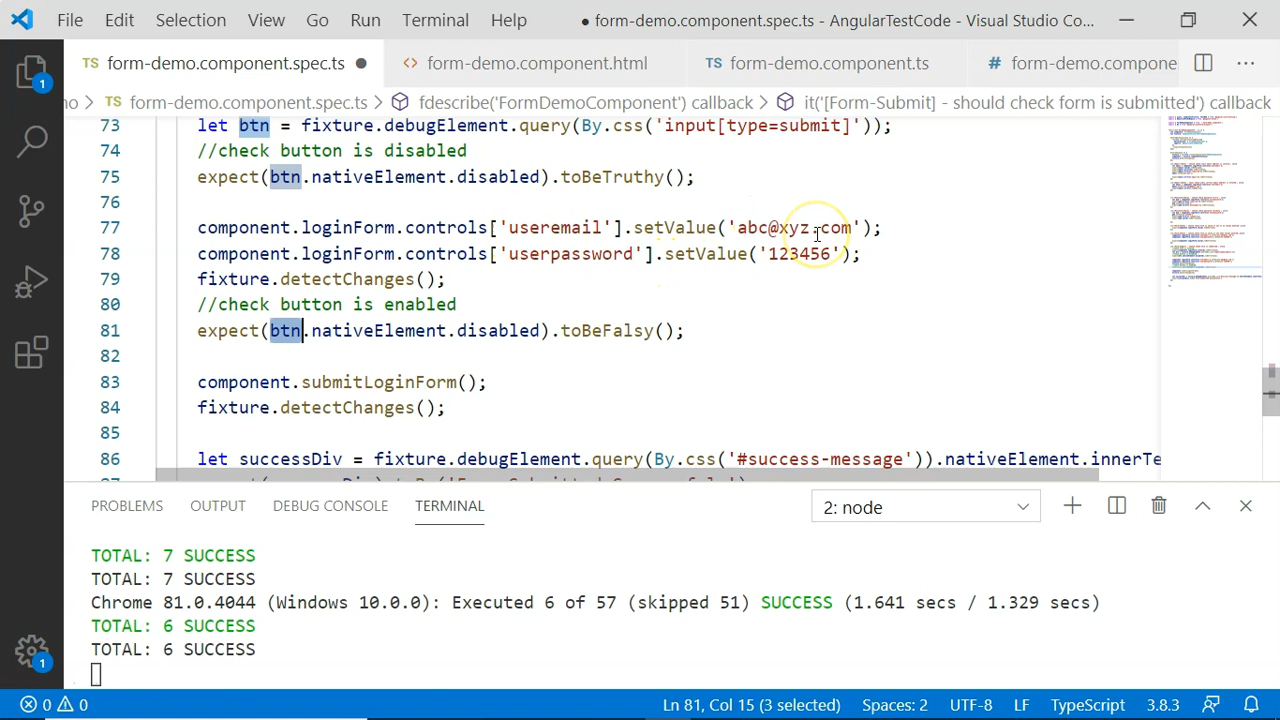 File Edit Selection View Go Run Terminal Help ● form-demo.component.spec.ts - AngularTestCode - Visual Studio Co...
TS form-demo.component.spec.ts ● <> form-demo.component.html TS form-demo.component.ts # form-demo.compone ...
mo > TS form-demo.component.spec.ts > fdescribe('FormDemoComponent') callback > it('[Form-Submit] - should check form is submitted') callback
73 let btn = fixture.debugElement.query(By.css('input[type=submit]'));
74 //check button is disabled
75 expect(btn.nativeElement.disabled).toBeTruthy();
76
77 component.loginForm.controls['useremail'].setValue('abc@xyz.com');
78 component.loginForm.controls['userpassword'].setValue('123456');
79 fixture.detectChanges();
80 //check button is enabled
81 expect(btn.nativeElement.disabled).toBeFalsy();
82
83 component.submitLoginForm();
84 fixture.detectChanges();
85
86 let successDiv = fixture.debugElement.query(By.css('#success-message')).nativeElement.innerTe
PROBLEMS OUTPUT DEBUG CONSOLE TERMINAL 2: node
TOTAL: 7 SUCCESS
TOTAL: 7 SUCCESS
Chrome 81.0.4044 (Windows 10.0.0): Executed 6 of 57 (skipped 51) SUCCESS (1.641 secs / 1.329 secs)
TOTAL: 6 SUCCESS
TOTAL: 6 SUCCESS
1
1
0 0 Ln 81, Col 15 (3 selected) Spaces: 2 UTF-8 LF TypeScript 3.8.3